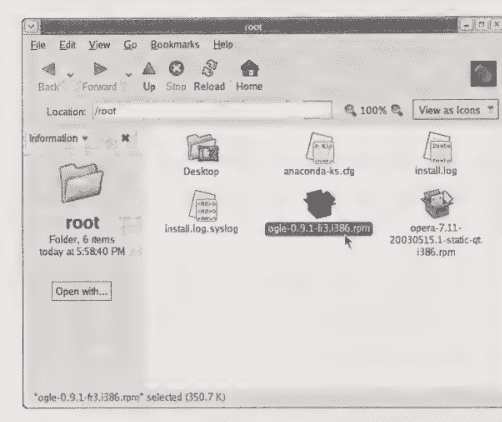 root
File Edit View Go Bookmarks Help
Back Forward Up Stop Reload Home
Location: /root 100% View as Icons
Information
root
Folder, 6 items
today at 5:58:40 PM
Open with...
Desktop
anaconda-ks.cfg
install.log
install.log.syslog
ogle-0.9.1-fr3.i386.rpm
opera-7.11-
20030515.1-static-qt.
i386.rpm
"ogle-0.9.1-fr3.i386.rpm" selected (350.7 K)